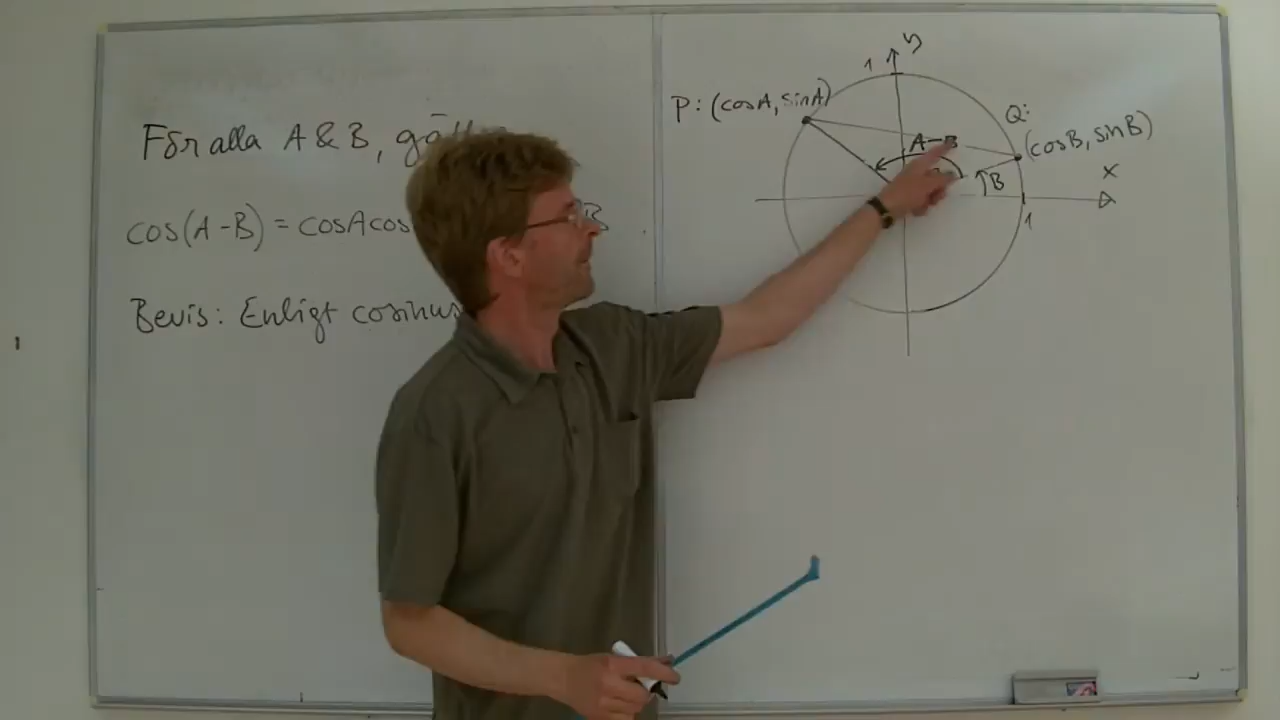 För alla A & B, gäller
cos(A-B) = cosAcos B
Bevis: Enligt cosinus
y
1
P: (cosA, sinA)
Q:
(cosB, sinB)
A-B
B
x
1